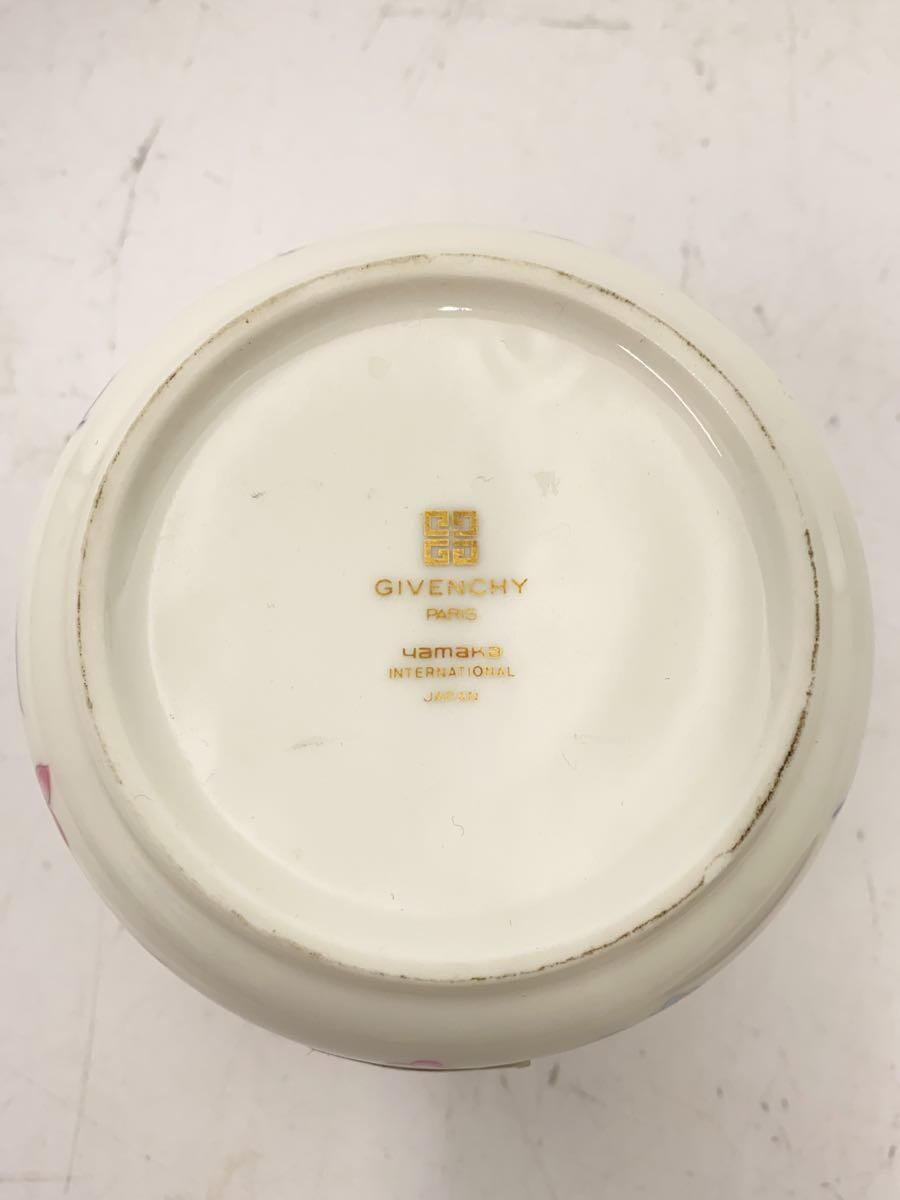 GIVENCHY
PARIS
yamaka
INTERNATIONAL
JAPAN